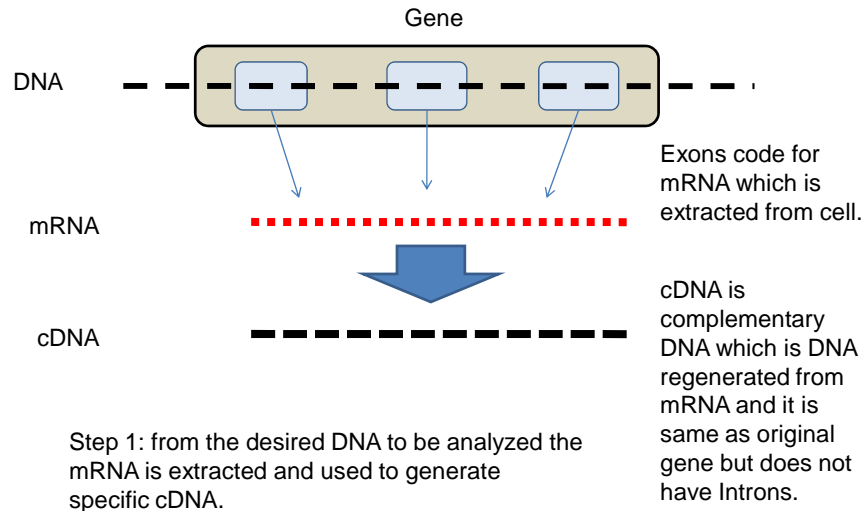 Gene
DNA
Exons code for
mRNA which is
extracted from cell.
mRNA
cDNA is
complementary
DNA which is DNA
regenerated from
mRNA and it is
same as original
gene but does not
have Introns.
cDNA
Step 1: from the desired DNA to be analyzed the
mRNA is extracted and used to generate
specific cDNA.